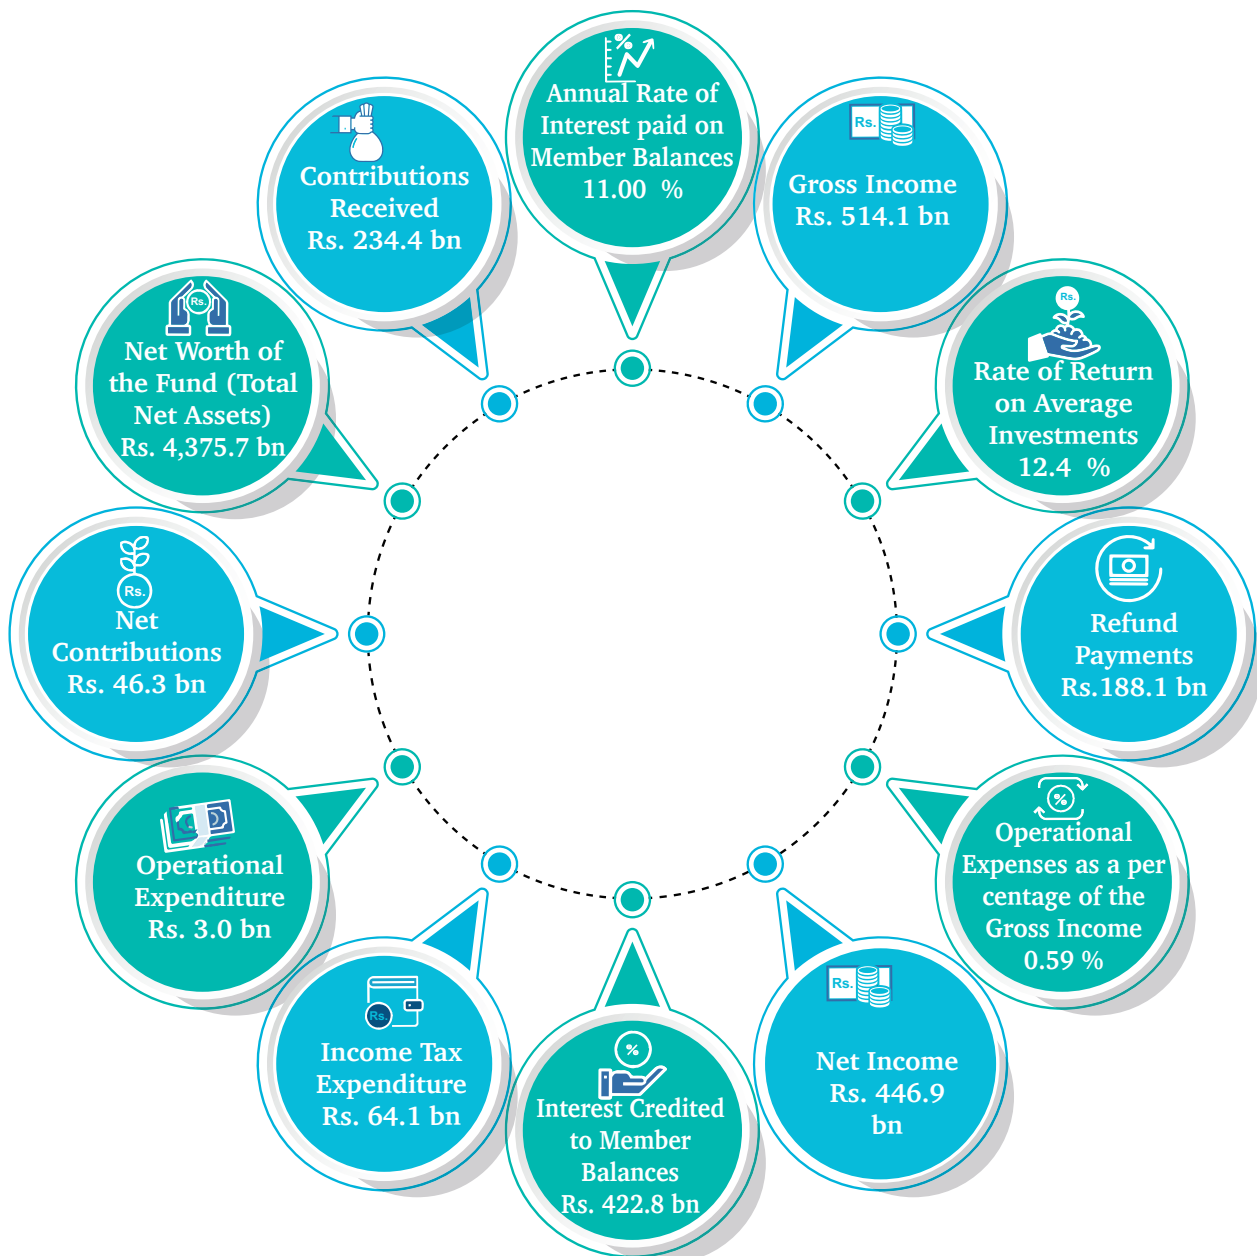 Annual Rate of
Interest paid on
Member Balances
11.00 %
Rs.
Gross Income
Rs. 514.1 bn
Rs.
Rate of Return
on Average
Investments
12.4 %
Refund
Payments
Rs.188.1 bn
%
Operational
Expenses as a per
centage of the
Gross Income
0.59 %
Rs.
Net Income
Rs. 446.9
bn
%
Interest Credited
to Member
Balances
Rs. 422.8 bn
Rs.
Income Tax
Expenditure
Rs. 64.1 bn
Operational
Expenditure
Rs. 3.0 bn
Rs.
Net
Contributions
Rs. 46.3 bn
Rs.
Net Worth of
the Fund (Total
Net Assets)
Rs. 4,375.7 bn
Contributions
Received
Rs. 234.4 bn
%